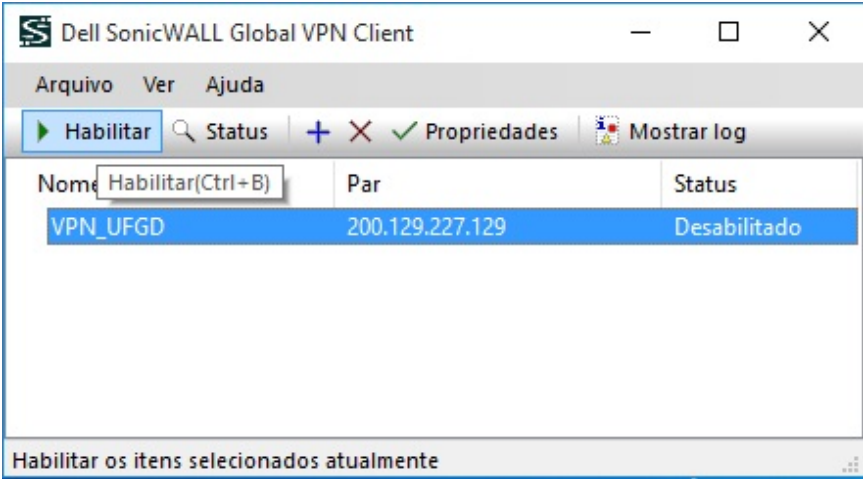 Dell SonicWALL Global VPN Client
Arquivo Ver Ajuda
Habilitar Status Propriedades Mostrar log
Habilitar(Ctrl+B) Par Status
VPN_UFGD 200.129.227.129 Desabilitado
Habilitar os itens selecionados atualmente